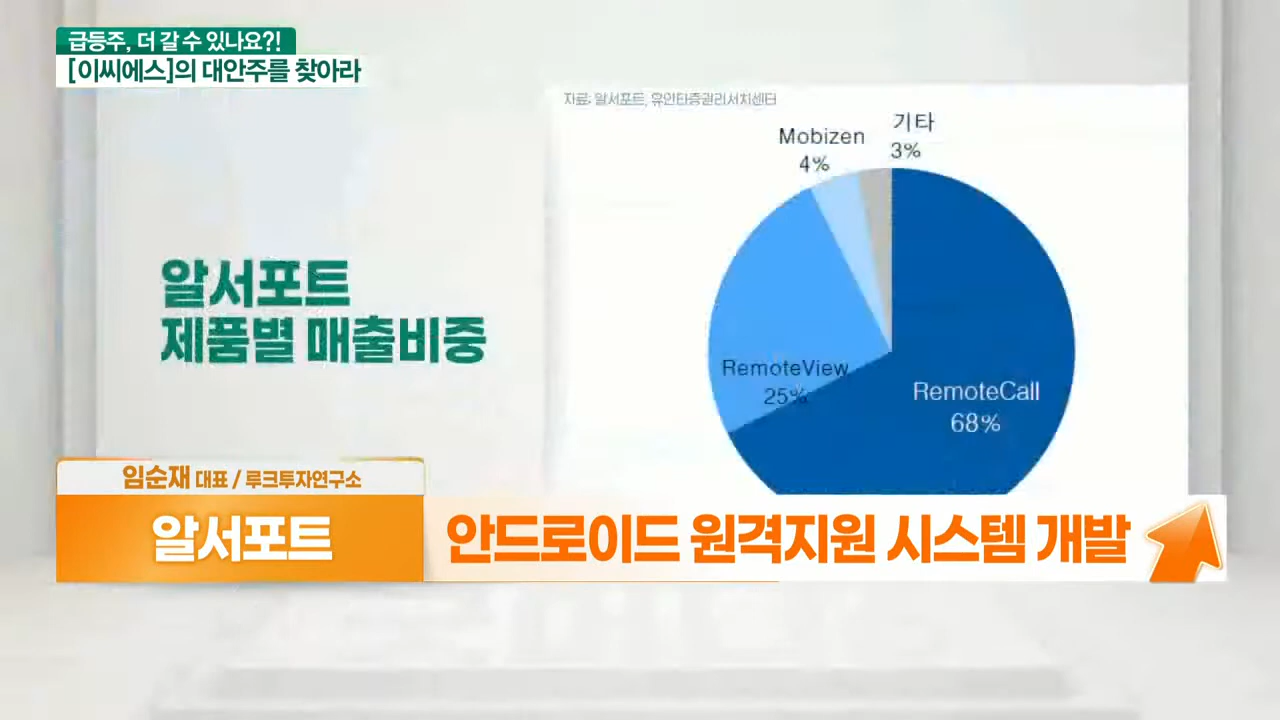 급등주, 더 갈 수 있나요?!
[이씨에스]의 대안주를 찾아라
자료: 알서포트, 유안타증권리서치센터
기타
3%
Mobizen
4%
RemoteView
25%
RemoteCall
68%
알서포트
제품별 매출비중
임순재 대표 / 루크투자연구소
알서포트
안드로이드 원격지원 시스템 개발